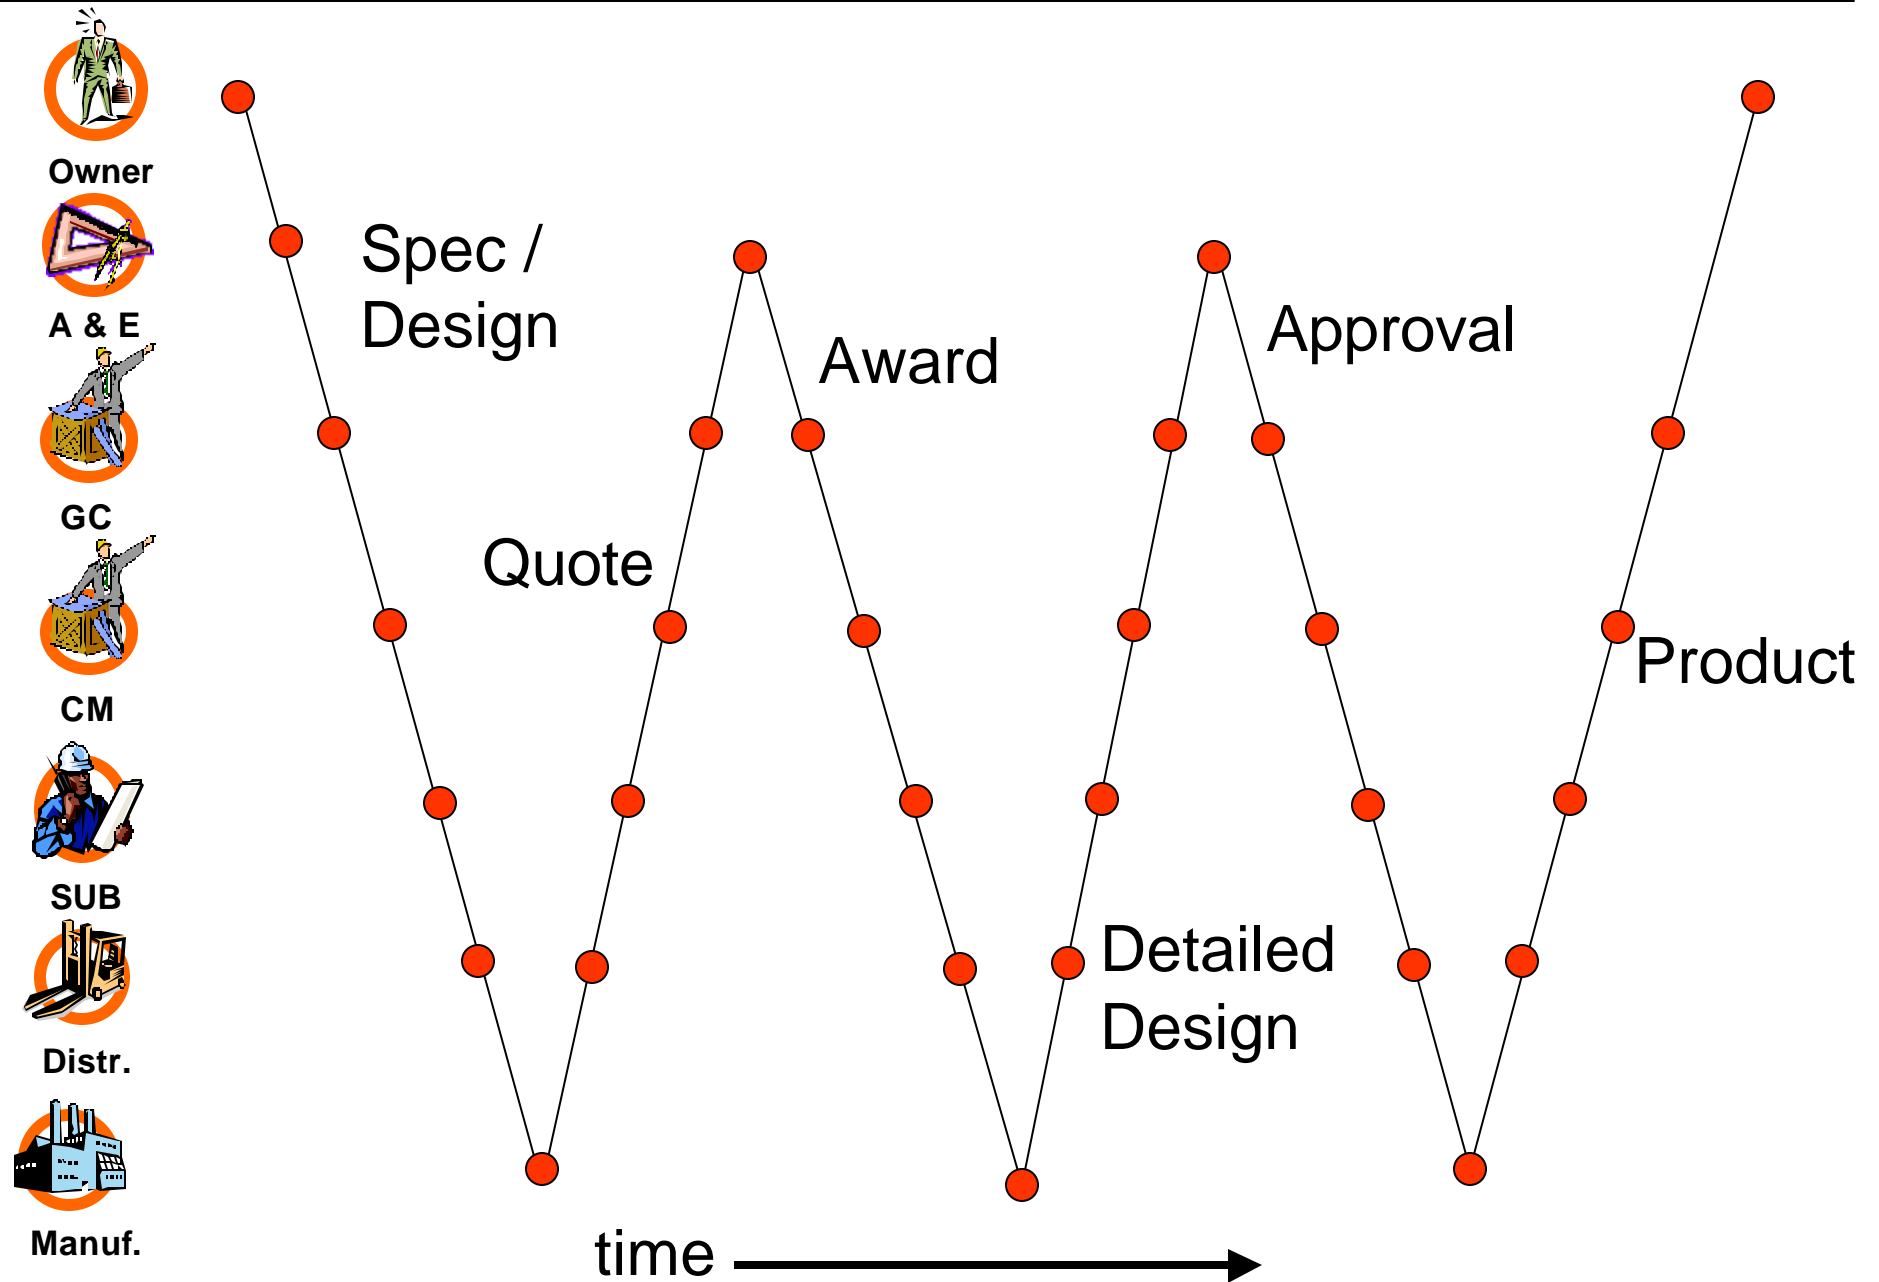 Owner
A & E
GC
CM
SUB
Distr.
Manuf.
Spec /
Design
Quote
Award
Detailed
Design
Approval
Product
time